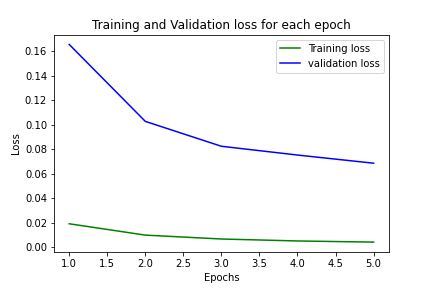 Training and Validation loss for each epoch
Training loss
validation loss
0.16
0.14
0.12
0.10
0.08
0.06
0.04
0.02
0.00
Loss
1.0 1.5 2.0 2.5 3.0 3.5 4.0 4.5 5.0
Epochs